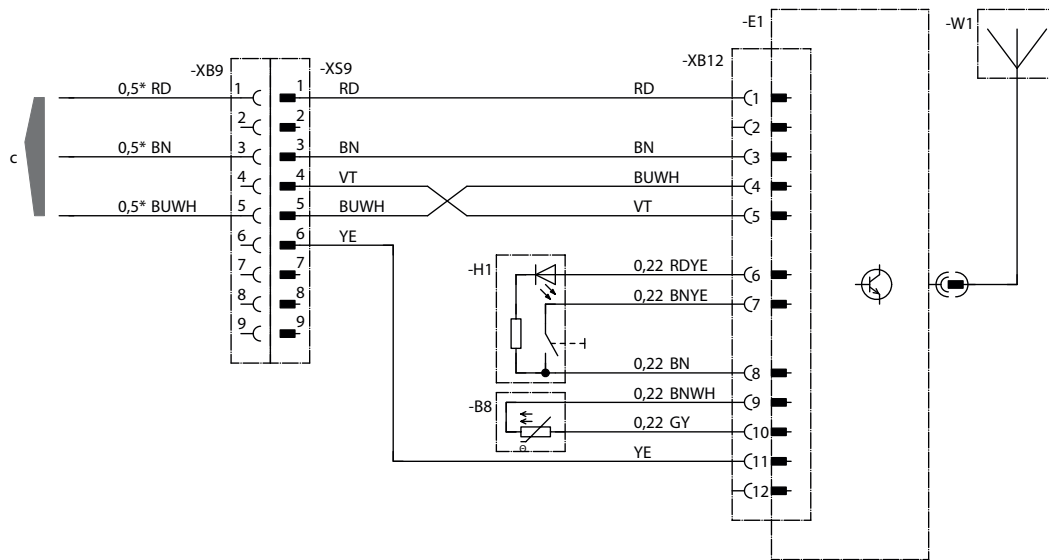 -E1
-W1
-XB9
-XS9
-XB12
0,5* RD 1 1 RD RD 1
2 2 2
c
0,5* BN 3 3 BN BN 3
4 4 VT BUWH 4
0,5* BUWH 5 5 BUWH VT 5
6 6 YE
-H1
7 7 0,22 RDYE 6
8 8 0,22 BNYE 7
9 9
0,22 BN 8
-B8
0,22 BNWH 9
0,22 GY 10
Θ
YE 11
12